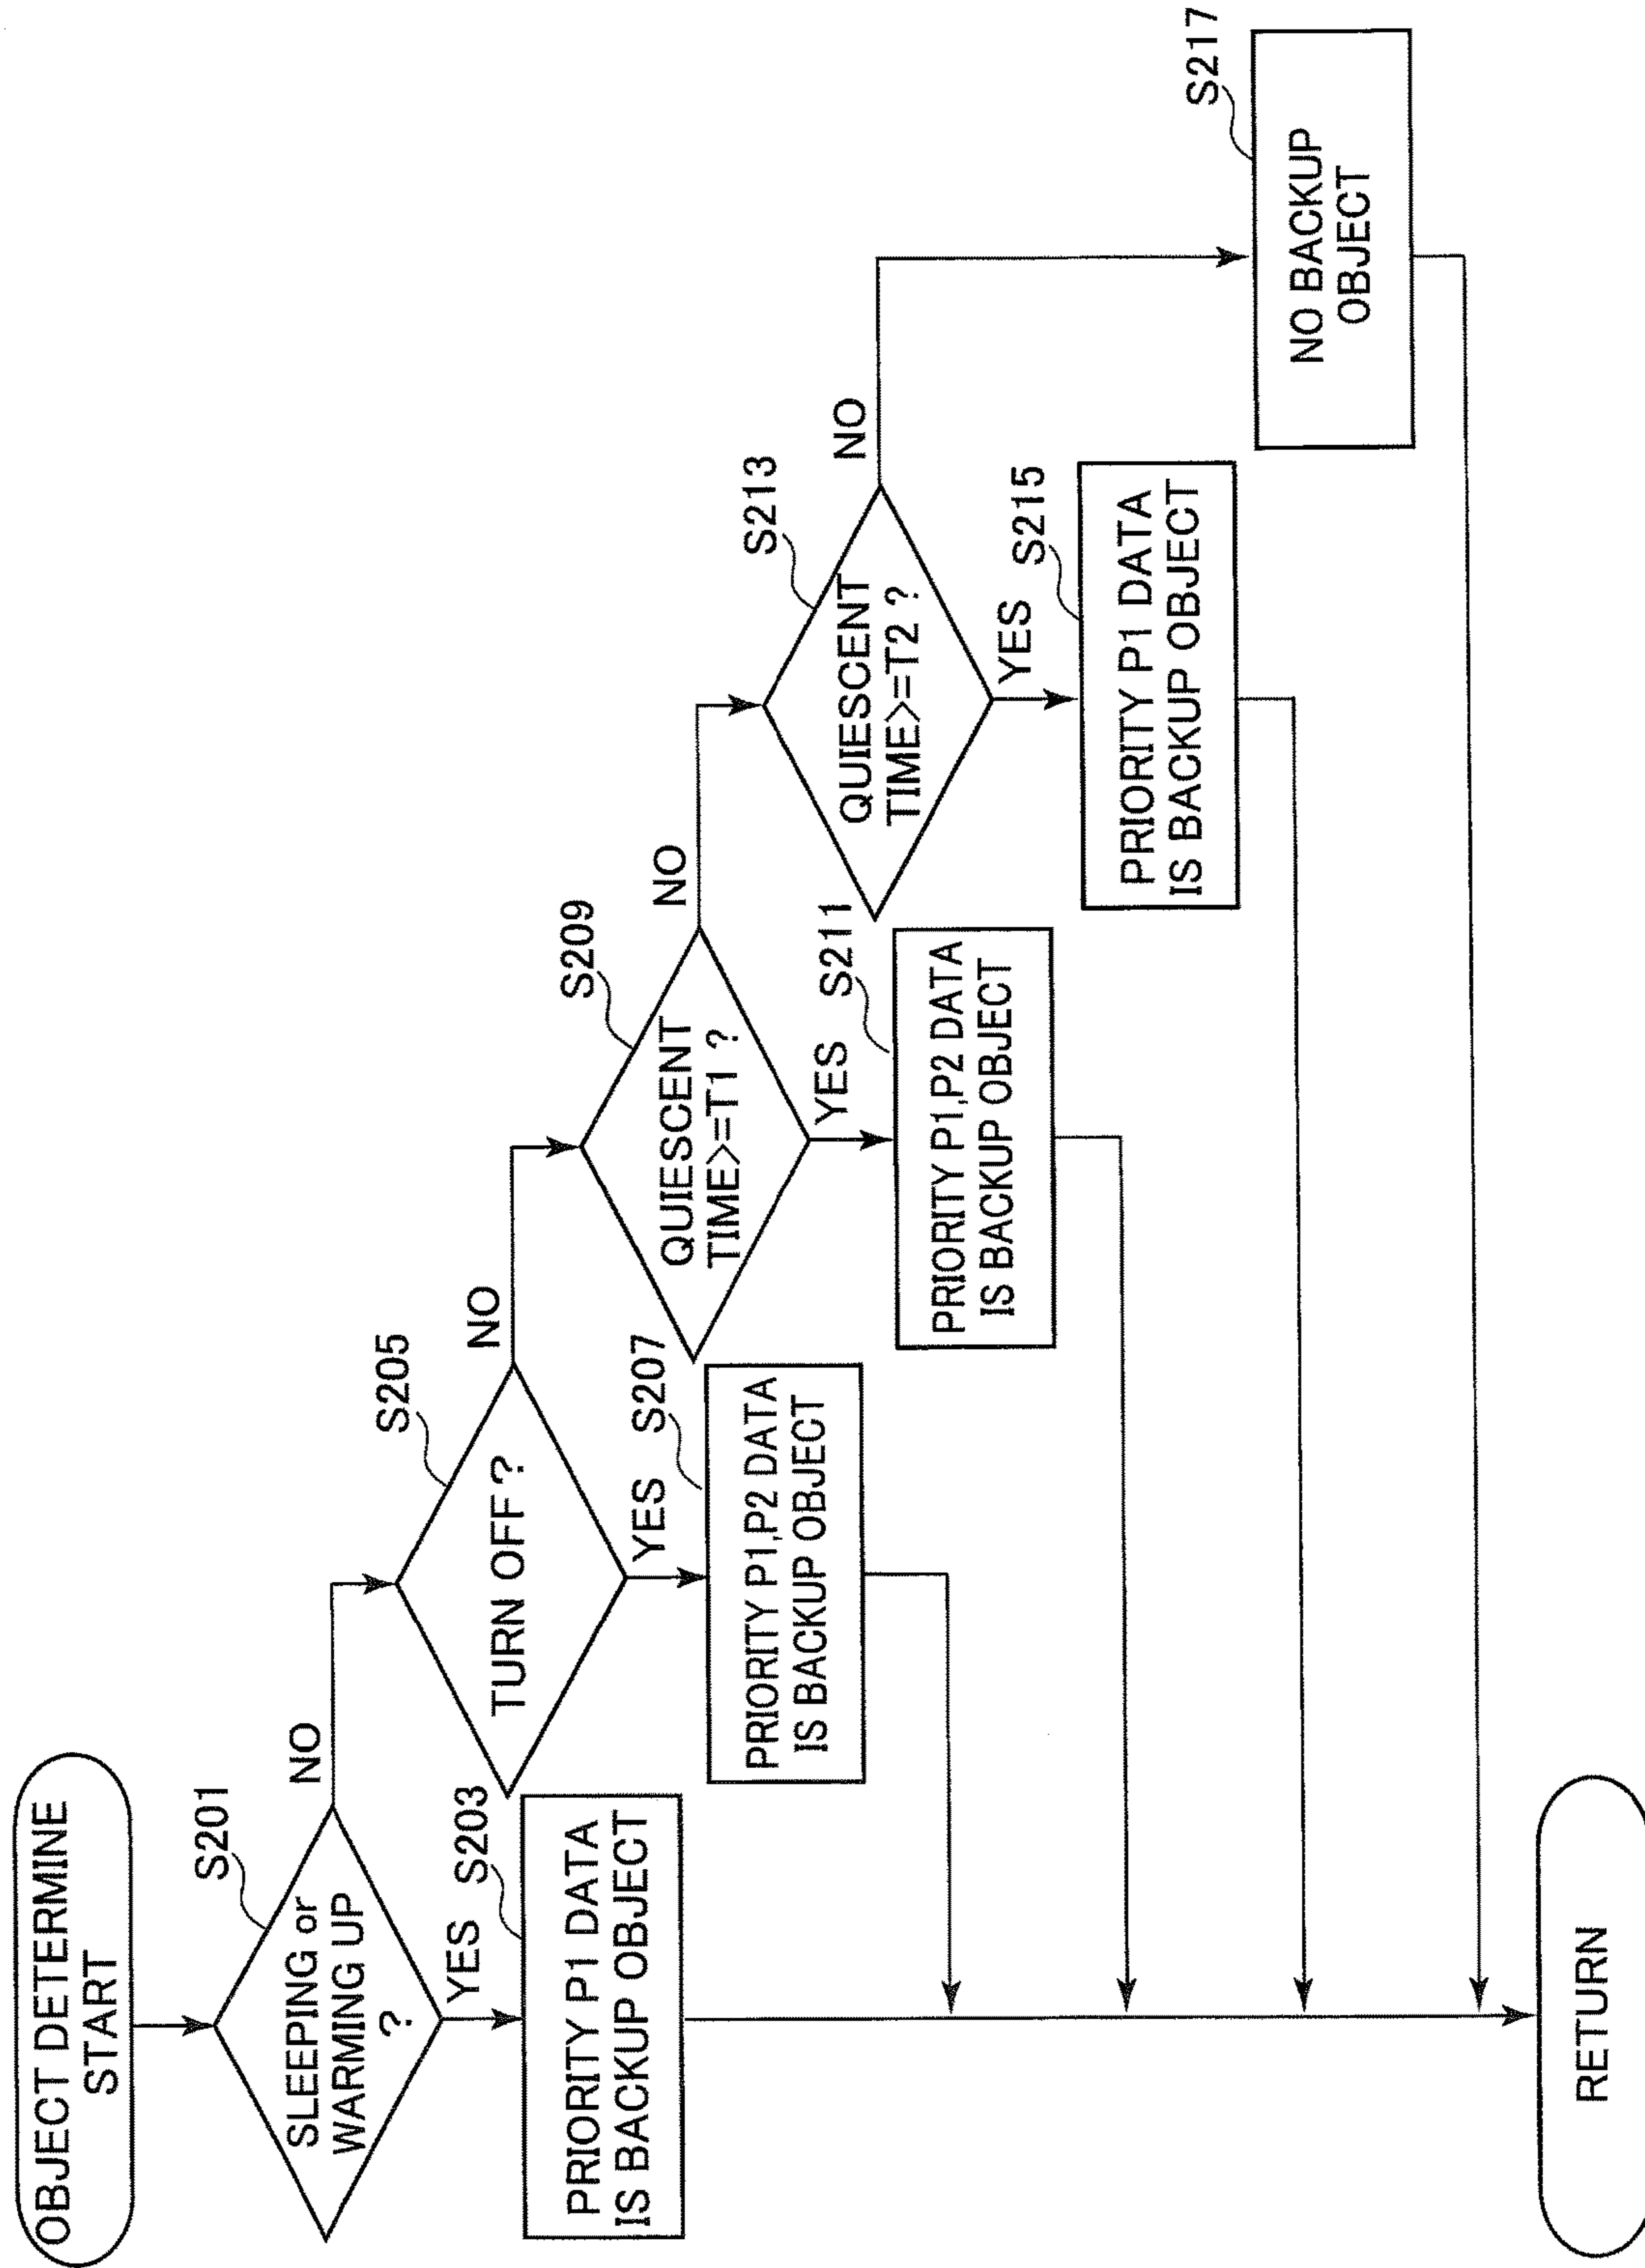 OBJECT DETERMINE
START
S201
SLEEPING or
WARMING UP
?
NO
YES
S203
PRIORITY P1 DATA
IS BACKUP OBJECT
S205
TURN OFF ?
NO
YES
S207
PRIORITY P1,P2 DATA
IS BACKUP OBJECT
S209
QUIESCENT
TIME>=T1 ?
NO
YES
S211
PRIORITY P1,P2 DATA
IS BACKUP OBJECT
S213
QUIESCENT
TIME>=T2 ?
NO
YES
S215
PRIORITY P1 DATA
IS BACKUP OBJECT
S217
NO BACKUP
OBJECT
RETURN